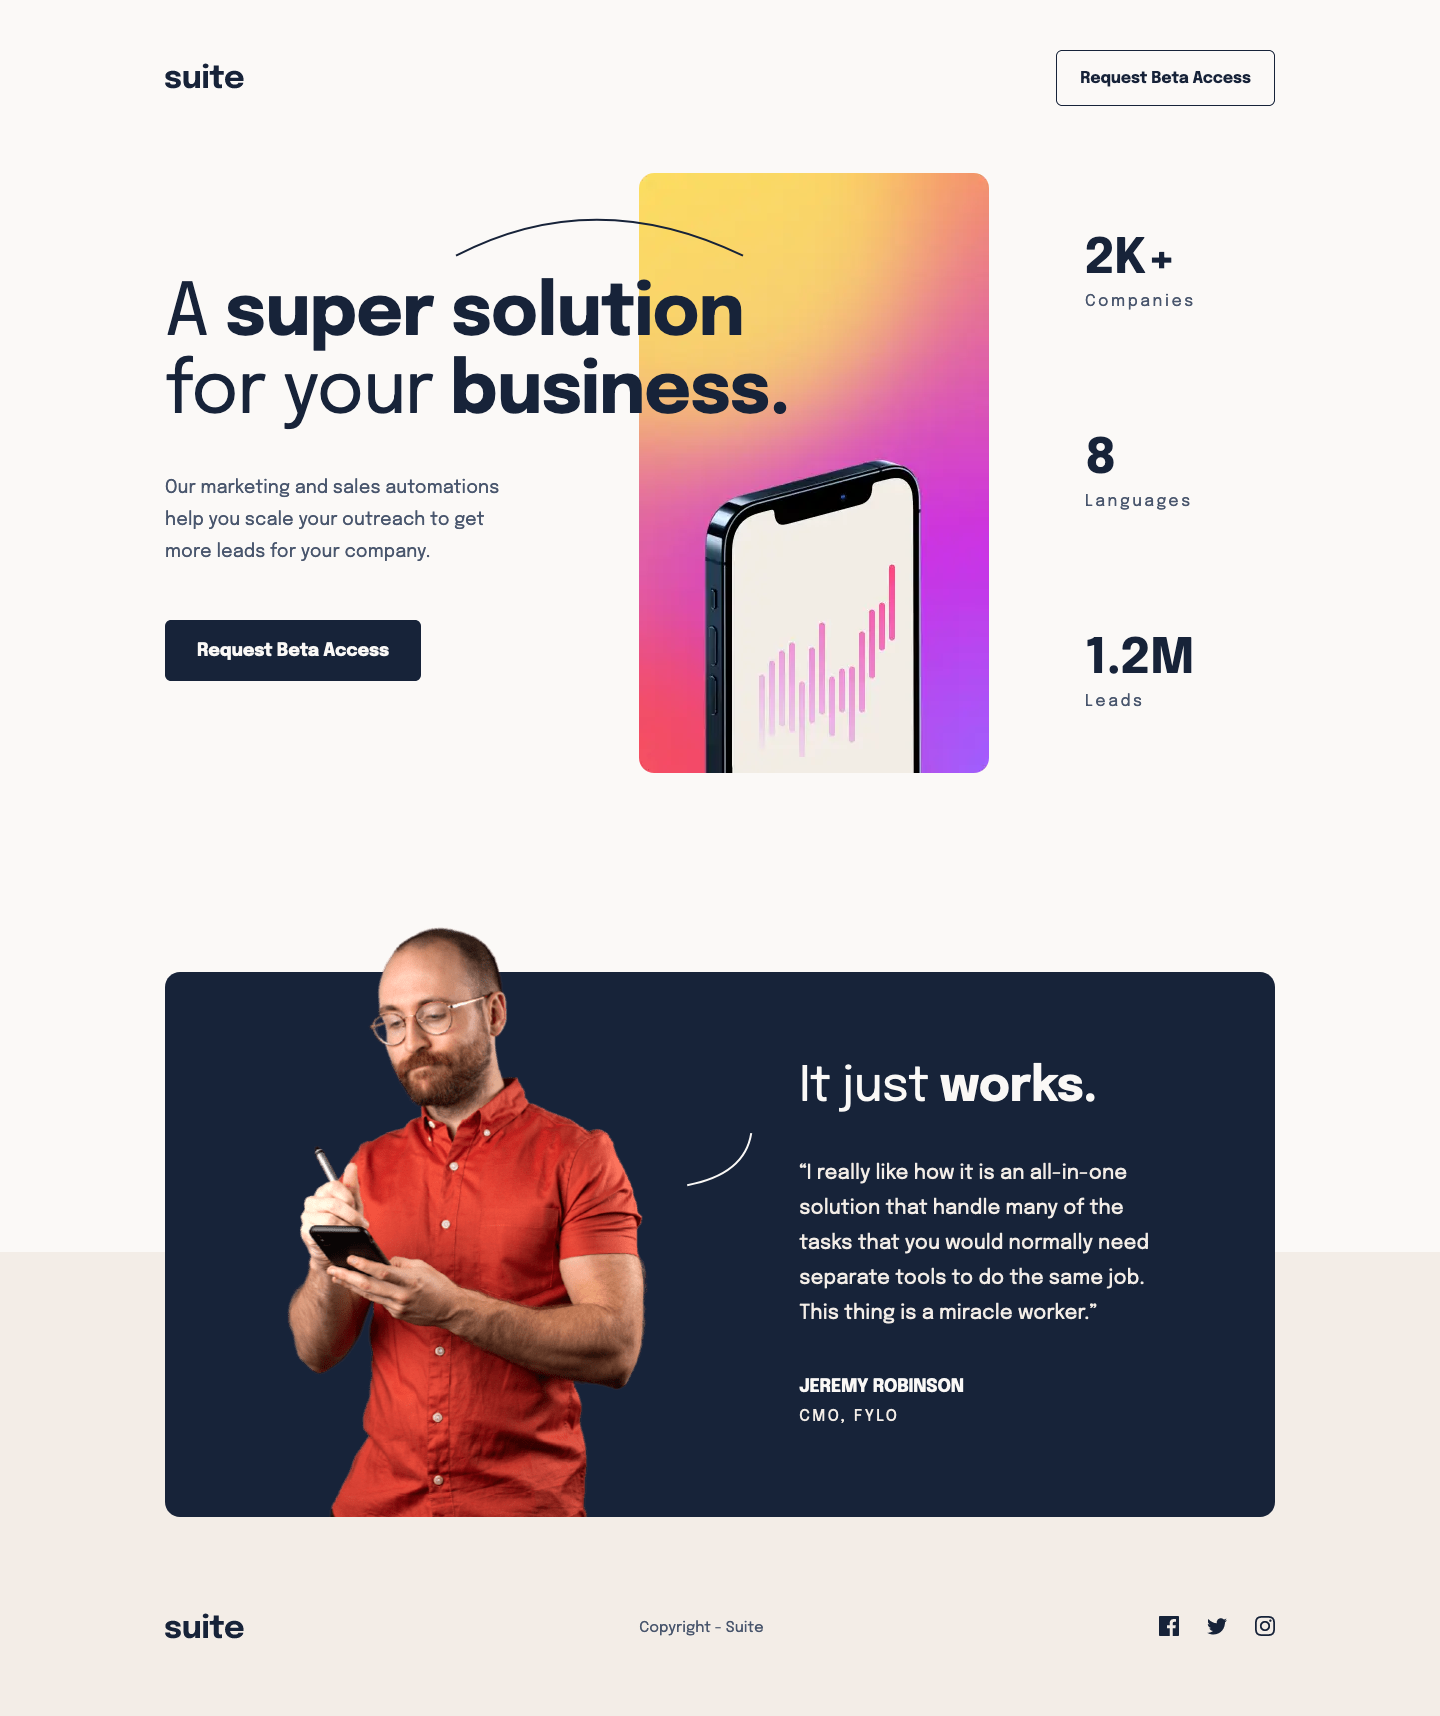 suite
Request Beta Access
A super solution
for your business.
Our marketing and sales automations
help you scale your outreach to get
more leads for your company.
Request Beta Access
2K+
Companies
8
Languages
1.2M
Leads
It just works.
“I really like how it is an all-in-one
solution that handle many of the
tasks that you would normally need
separate tools to do the same job.
This thing is a miracle worker.”
JEREMY ROBINSON
CMO, FYLO
suite
Copyright - Suite